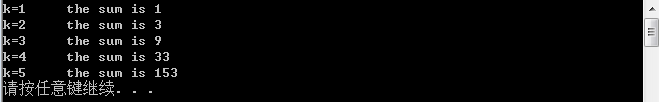 k=1     the sum is 1
k=2     the sum is 3
k=3     the sum is 9
k=4     the sum is 33
k=5     the sum is 153
请按任意键继续. . .